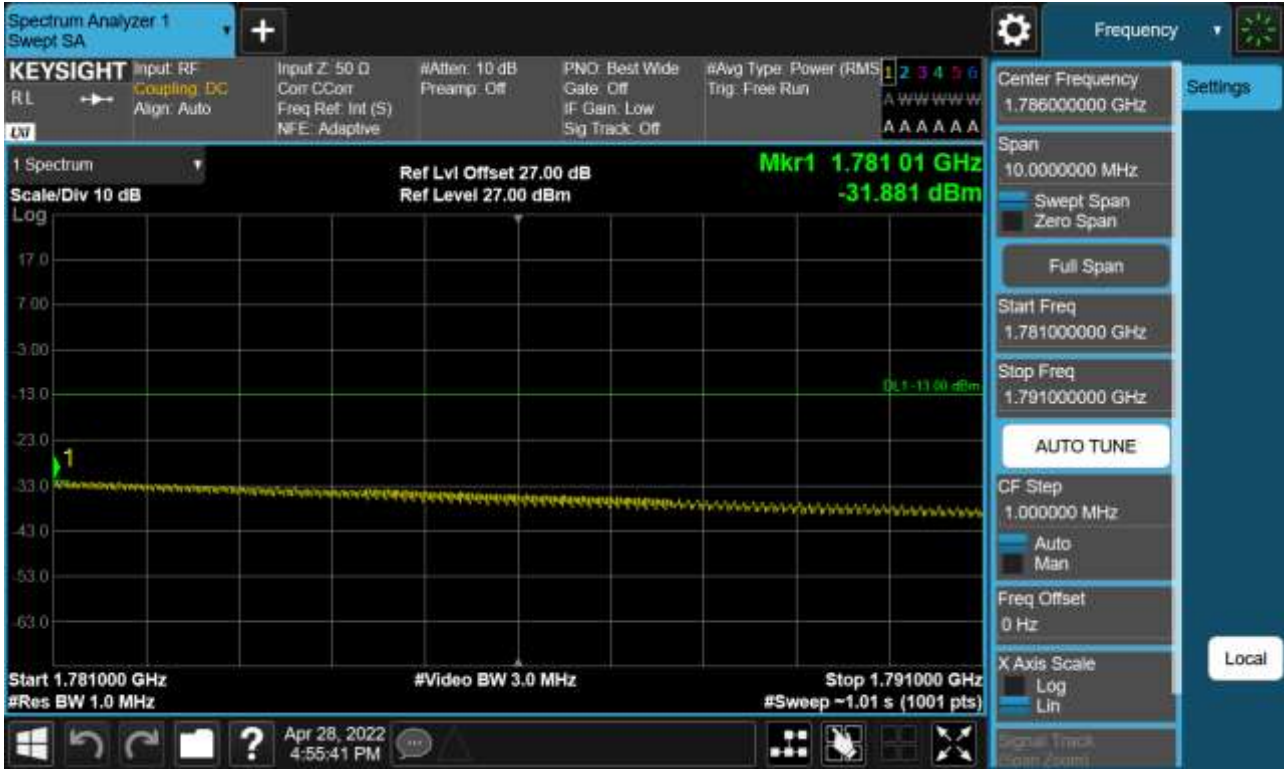 Spectrum Analyzer 1
Swept SA
+
Frequency
KEYSIGHT
RL
LXI
Input: RF
Coupling: DC
Align: Auto
Input Z: 50 Ω
Corr CCorr
Freq Ref: Int (S)
NFE: Adaptive
#Atten: 10 dB
Preamp: Off
PNO: Best Wide
Gate: Off
IF Gain: Low
Sig Track: Off
#Avg Type: Power (RMS
Trig: Free Run
1 2 3 4 5 6
A W W W W W
A A A A A A
1 Spectrum
Scale/Div 10 dB
Log
Ref Lvl Offset 27.00 dB
Ref Level 27.00 dBm
Mkr1 1.781 01 GHz
-31.881 dBm
17.0
7.00
-3.00
-13.0
-23.0
-33.0
-43.0
-53.0
-63.0
DL1 -13.00 dBm
1
Start 1.781000 GHz
#Res BW 1.0 MHz
#Video BW 3.0 MHz
Stop 1.791000 GHz
#Sweep ~1.01 s (1001 pts)
Center Frequency
1.786000000 GHz
Settings
Span
10.0000000 MHz
Swept Span
Zero Span
Full Span
Start Freq
1.781000000 GHz
Stop Freq
1.791000000 GHz
AUTO TUNE
CF Step
1.000000 MHz
Auto
Man
Freq Offset
0 Hz
X Axis Scale
Log
Lin
Local
Signal Track
(Span Zoom)
?
Apr 28, 2022
4:55:41 PM